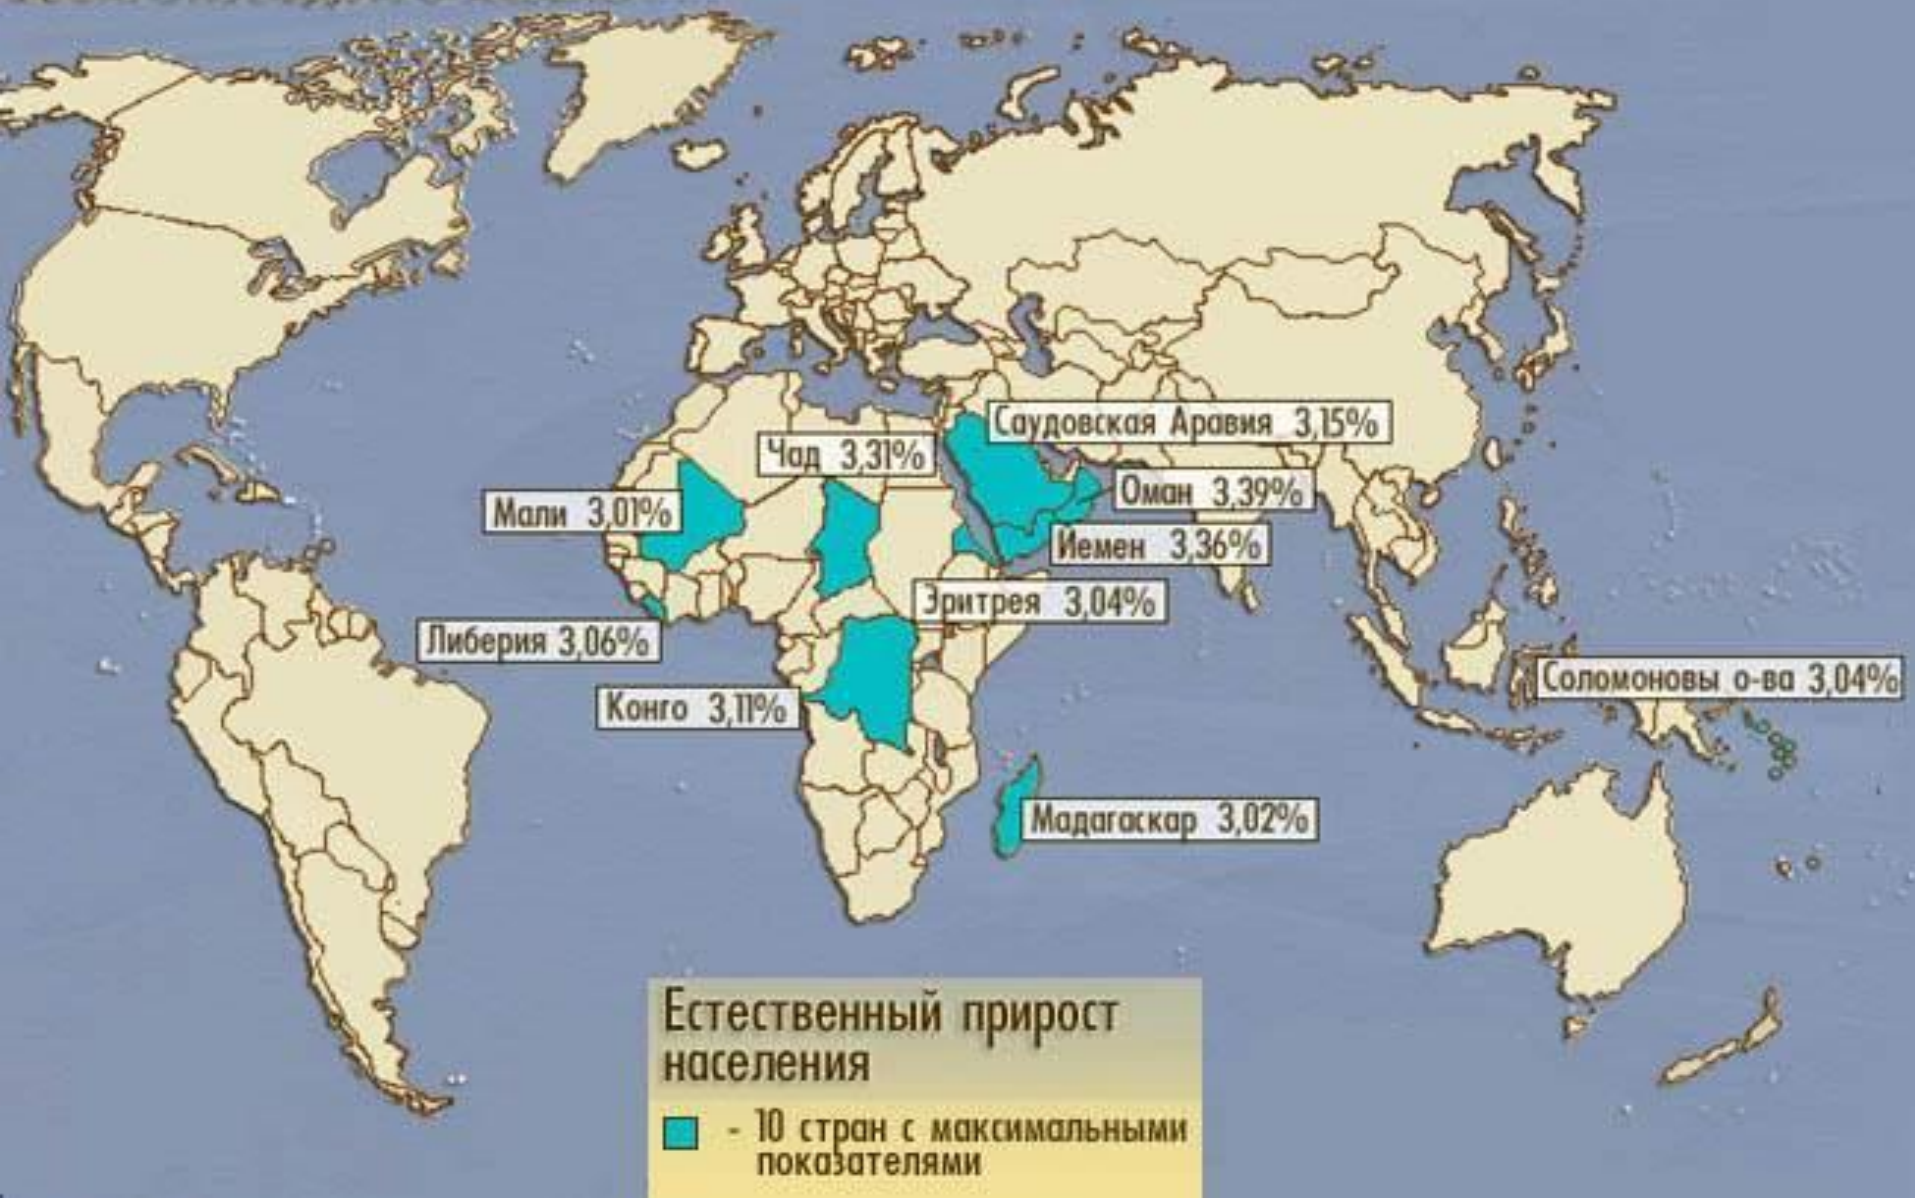 Саудовская Аравия 3,15%
Чад 3,31%
Оман 3,39%
Мали 3,01%
Йемен 3,36%
Эритрея 3,04%
Либерия 3,06%
Соломоновы о-ва 3,04%
Конго 3,11%
Мадагаскар 3,02%
Естественный прирост
населения
- 10 стран с максимальными
показателями